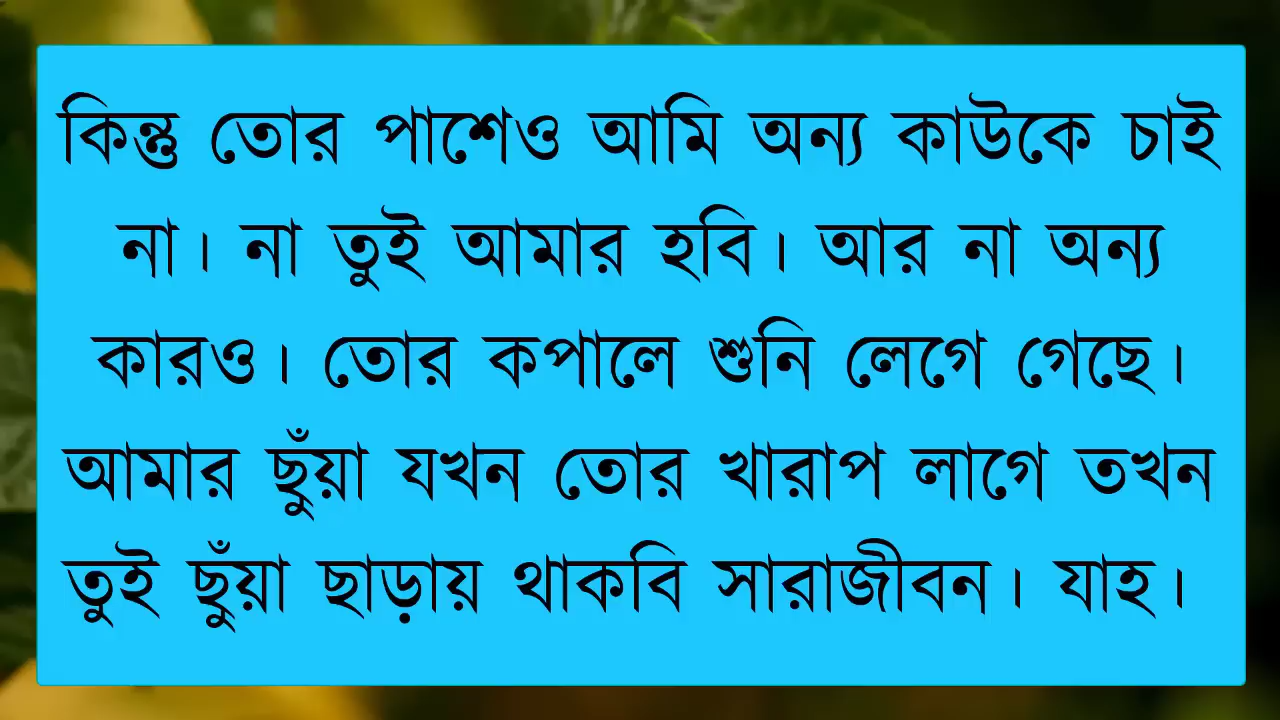 কিন্তু তোর পাশেও আমি অন্য কাউকে চাই
না। না তুই আমার হবি। আর না অন্য
কারও। তোর কপালে শুনি লেগে গেছে।
আমার ছুঁয়া যখন তোর খারাপ লাগে তখন
তুই ছুঁয়া ছাড়ায় থাকবি সারাজীবন। যাহ।